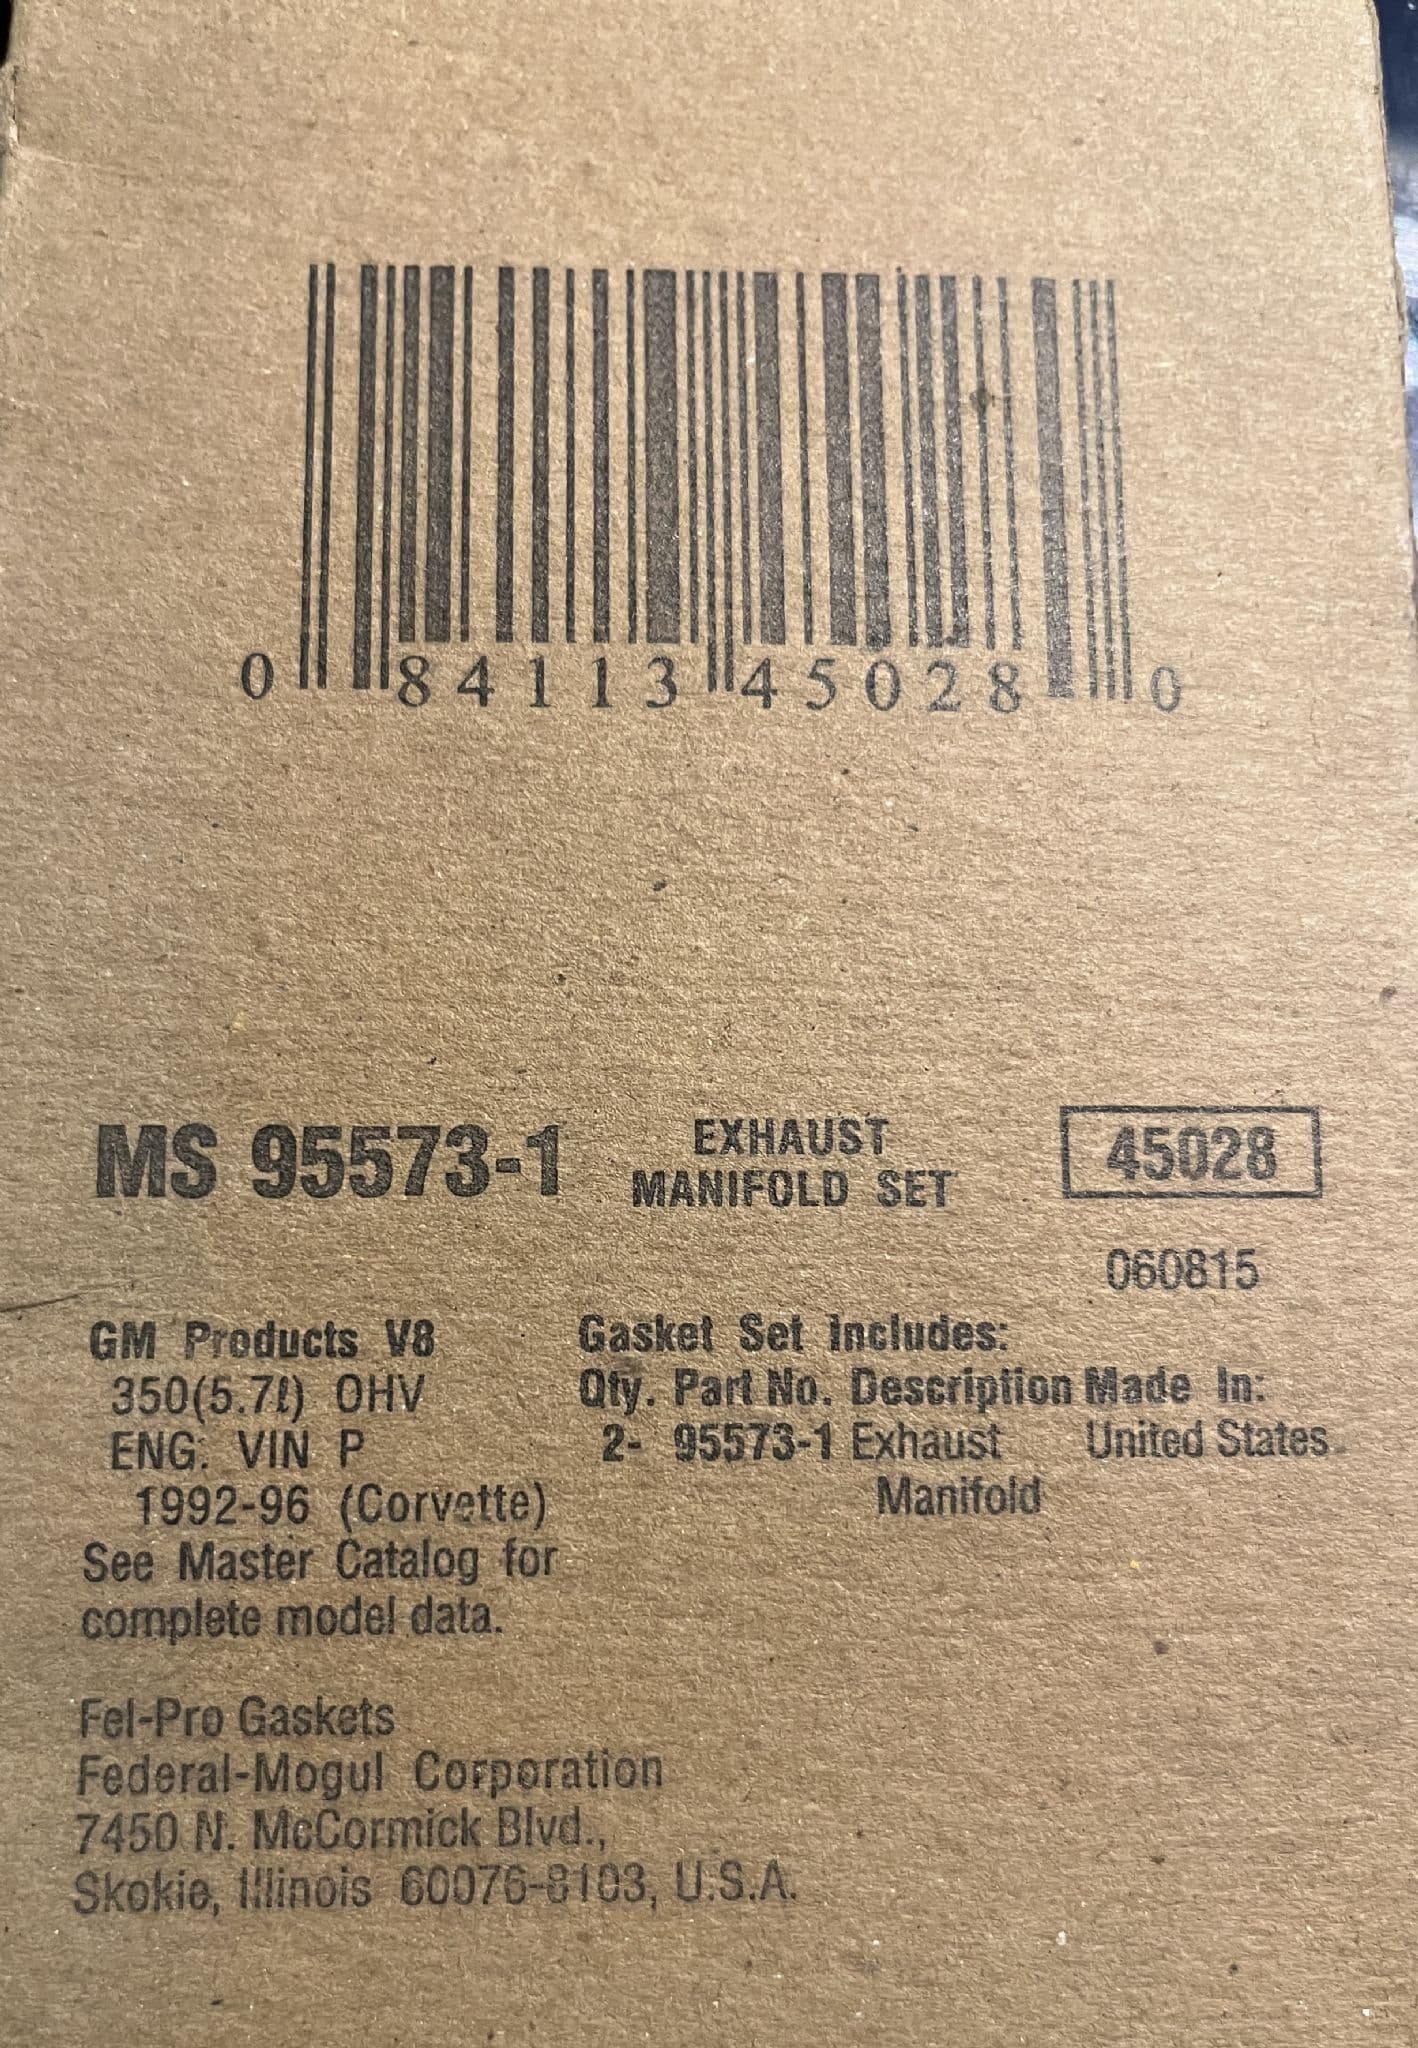 0 84113 45028 0
MS 95573-1
EXHAUST
MANIFOLD SET
45028
060815
GM Products V8
350(5.7ℓ) OHV
ENG: VIN P
1992-96 (Corvette)
See Master Catalog for
complete model data.
Gasket Set Includes:
Qty. Part No. Description Made In:
2- 95573-1 Exhaust United States
Manifold
Fel-Pro Gaskets
Federal-Mogul Corporation
7450 N. McCormick Blvd.,
Skokie, Illinois 60076-8103, U.S.A.